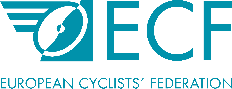 ECF
EUROPEAN CYCLISTS' FEDERATION